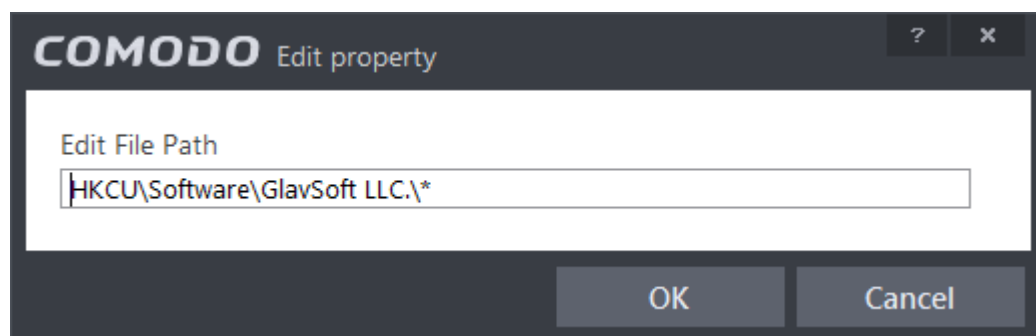 COMODO Edit property ? ×
Edit File Path
HKCU\Software\GlavSoft LLC.\*
OK Cancel